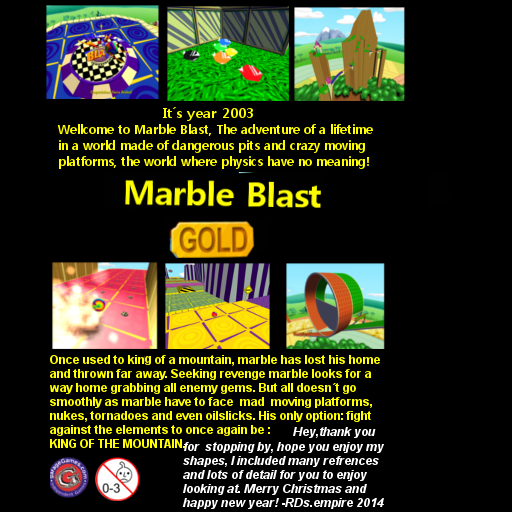 It´s year 2003
Wellcome to Marble Blast, The adventure of a lifetime
in a world made of dangerous pits and crazy moving
platforms, the world where physics have no meaning!
Marble Blast
GOLD
Once used to king of a mountain, marble has lost his home
and thrown far away. Seeking revenge marble looks for a
way home grabbing all enemy gems. But all doesn´t go
smoothly as marble have to face mad moving platforms,
nukes, tornadoes and even oilslicks. His only option: fight
against the elements to once again be :
KING OF THE MOUNTAIN.
Hey,thank you
for stopping by, hope you enjoy my
shapes, I included many refrences
and lots of detail for you to enjoy
looking at. Merry Christmas and
happy new year! -RDs.empire 2014
GarageGames.com
0-3